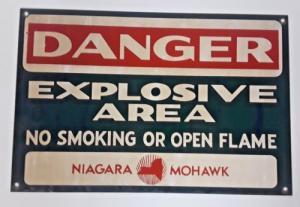 DANGER
EXPLOSIVE
AREA
NO SMOKING OR OPEN FLAME
NIAGARA MOHAWK